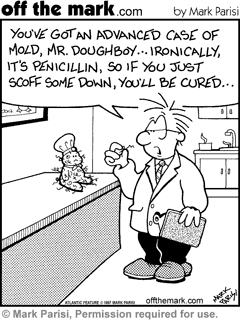 off the mark.com by Mark Parisi
YOU'VE GOT AN ADVANCED CASE OF
MOLD, MR. DOUGHBOY... IRONICALLY,
IT'S PENICILLIN, SO IF YOU JUST
SCOFF SOME DOWN, YOU'LL BE CURED...
MARK PARISI
ATLANTIC FEATURE © 1997 MARK PARISI offthemark.com
© Mark Parisi, Permission required for use.